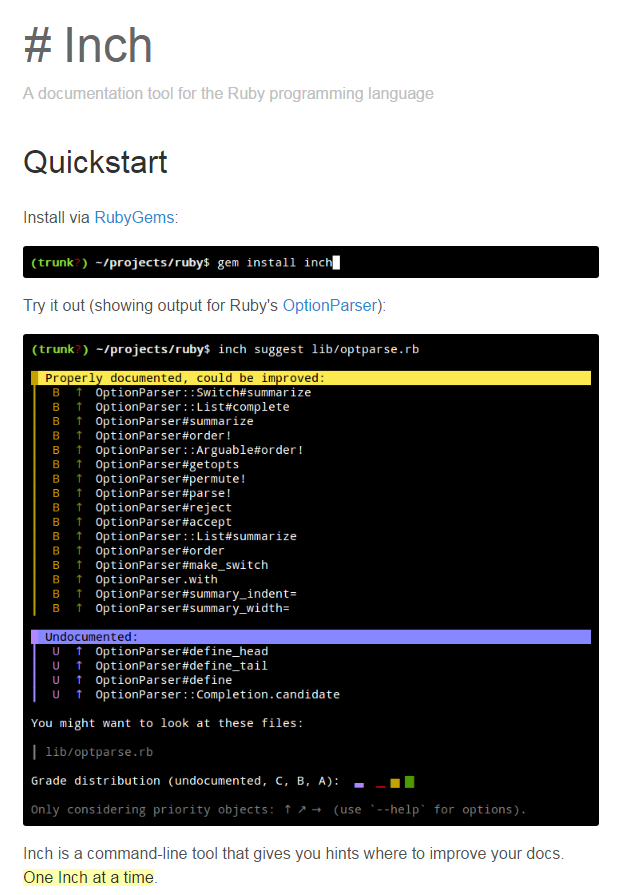 # Inch
A documentation tool for the Ruby programming language
Quickstart
Install via RubyGems:
(trunk?) ~/projects/ruby$ gem install inch
Try it out (showing output for Ruby's OptionParser):
(trunk?) ~/projects/ruby$ inch suggest lib/optparse.rb
Properly documented, could be improved:
B ↑ OptionParser::Switch#summarize
B ↑ OptionParser::List#complete
B ↑ OptionParser#summarize
B ↑ OptionParser#order!
B ↑ OptionParser::Arguable#order!
B ↑ OptionParser#getopts
B ↑ OptionParser#permute!
B ↑ OptionParser#parse!
B ↑ OptionParser#reject
B ↑ OptionParser#accept
B ↑ OptionParser::List#summarize
B ↑ OptionParser#order
B ↑ OptionParser#make_switch
B ↑ OptionParser.with
B ↑ OptionParser#summary_indent=
B ↑ OptionParser#summary_width=
Undocumented:
U ↑ OptionParser#define_head
U ↑ OptionParser#define_tail
U ↑ OptionParser#define
U ↑ OptionParser::Completion.candidate
You might want to look at these files:
lib/optparse.rb
Grade distribution (undocumented, C, B, A):
Only considering priority objects: ↑ ↗ → (use `--help` for options).
Inch is a command-line tool that gives you hints where to improve your docs.
One Inch at a time.